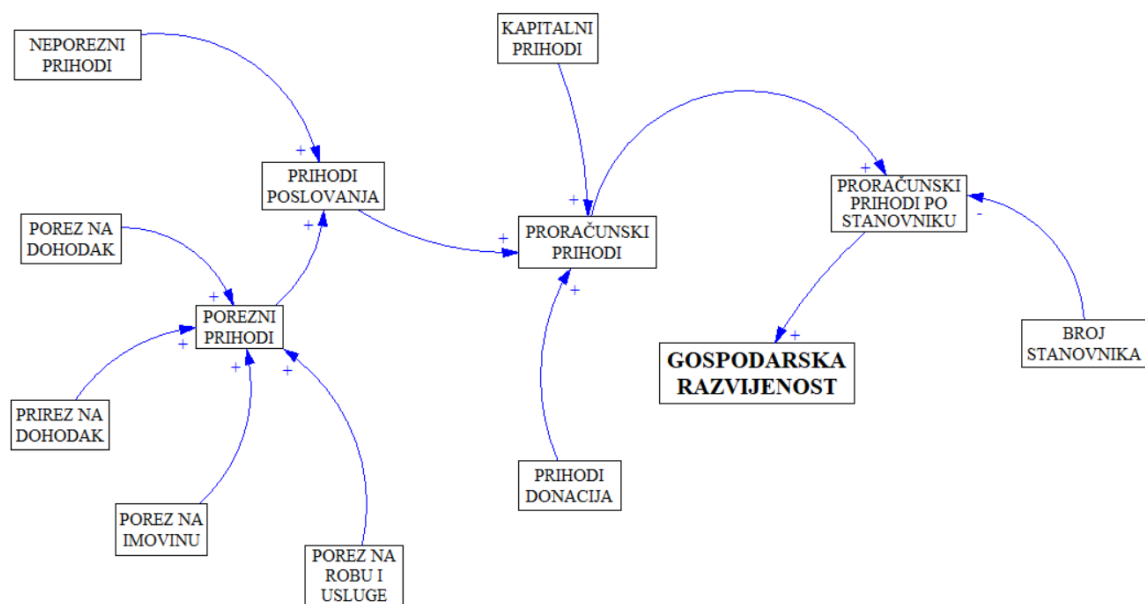 NEPOREZNI
PRIHODI
KAPITALNI
PRIHODI
+
PRIHODI
POSLOVANJA
+
+
+
PRORAČUNSKI
PRIHODI
+
+
PRORAČUNSKI
PRIHODI PO
STANOVNIKU
-
POREZ NA
DOHODAK
+
POREZNI
PRIHODI
+
+
+
+
GOSPODARSKA
RAZVIJENOST
BROJ
STANOVNIKA
PRIREZ NA
DOHODAK
PRIHODI
DONACIJA
POREZ NA
IMOVINU
POREZ NA
ROBU I
USLUGE